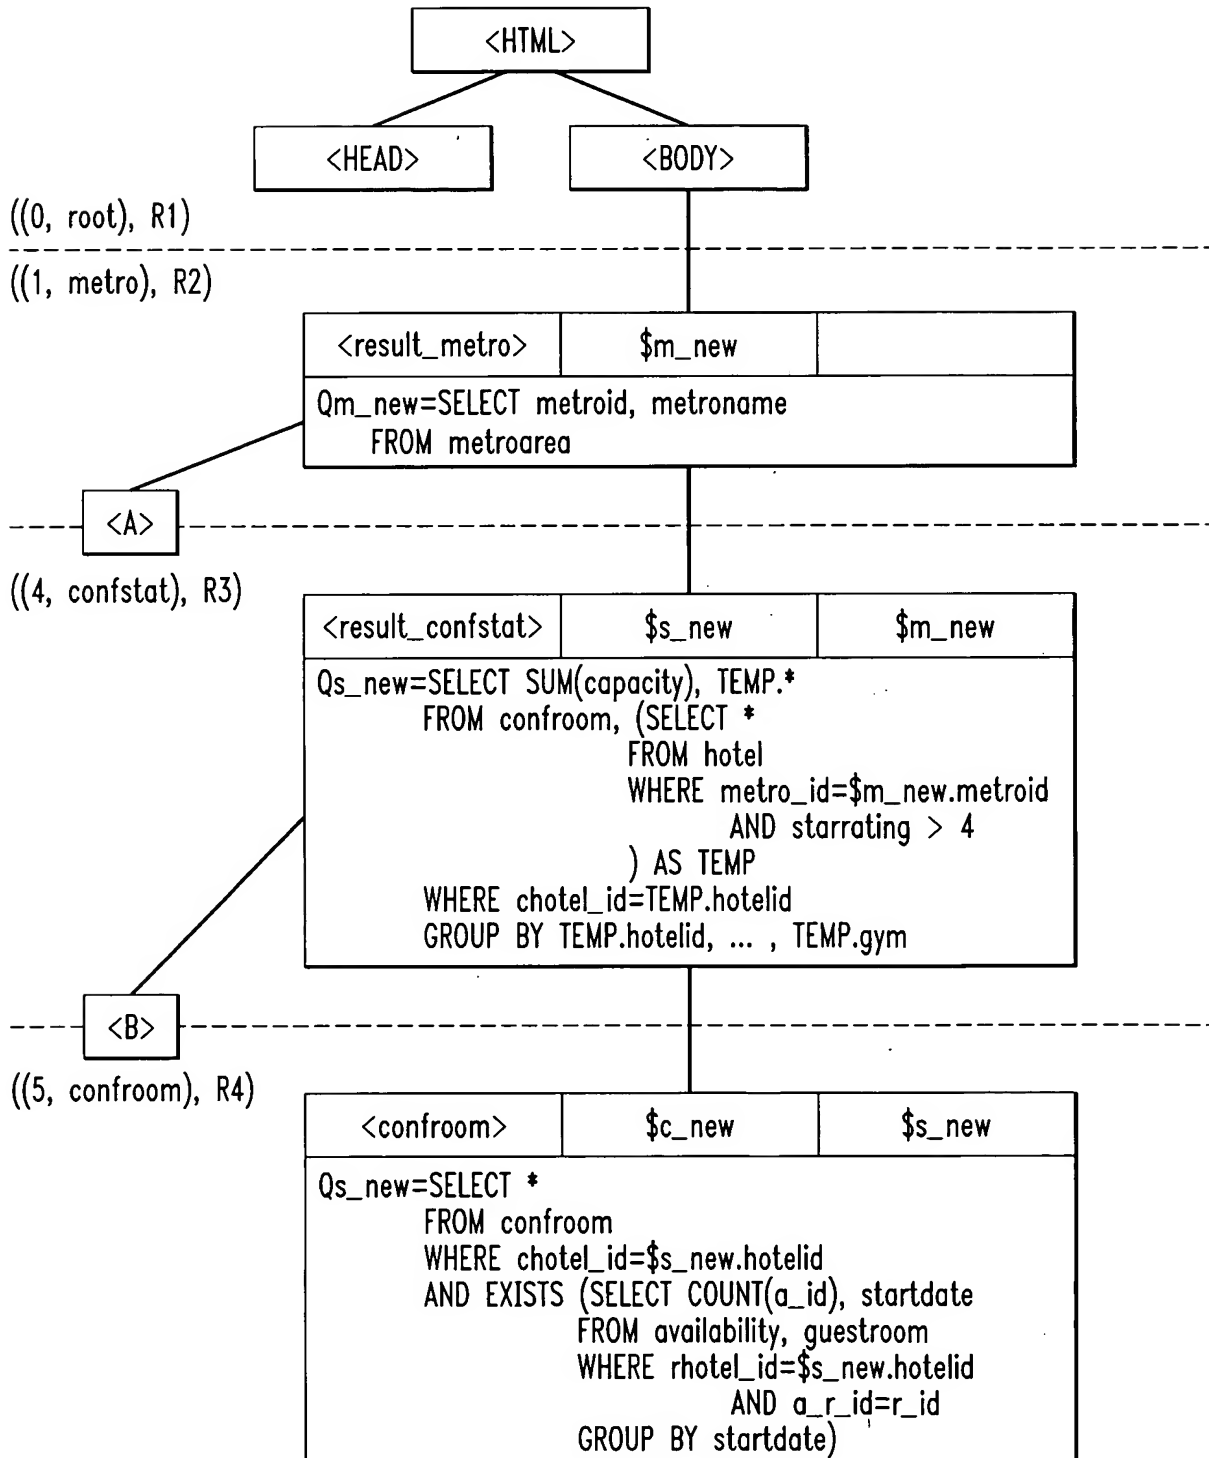 <HTML>
<HEAD>
<BODY>
((0, root), R1)
((1, metro), R2)
<result_metro> $m_new
Qm_new=SELECT metroid, metroname
FROM metroarea
<A>
((4, confstat), R3)
<result_confstat> $s_new $m_new
Qs_new=SELECT SUM(capacity), TEMP.*
FROM confroom, (SELECT *
FROM hotel
WHERE metro_id=$m_new.metroid
AND starrating > 4
) AS TEMP
WHERE chotel_id=TEMP.hotelid
GROUP BY TEMP.hotelid, ... , TEMP.gym
<B>
((5, confroom), R4)
<confroom> $c_new $s_new
Qs_new=SELECT *
FROM confroom
WHERE chotel_id=$s_new.hotelid
AND EXISTS (SELECT COUNT(a_id), startdate
FROM availability, guestroom
WHERE rhotel_id=$s_new.hotelid
AND a_r_id=r_id
GROUP BY startdate)